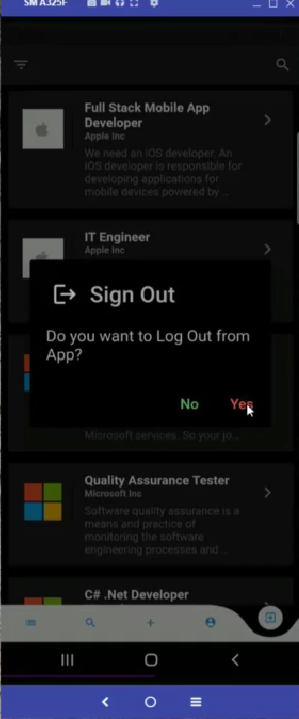 SM A325F
Full Stack Mobile App
Developer
Apple Inc
We need an iOS developer. An
iOS developer is responsible for
developing applications for
mobile devices powered by ...
IT Engineer
Apple Inc
Sign Out
Do you want to Log Out from
App?
No
Yes
Microsoft services. So your jo...
Quality Assurance Tester
Microsoft Inc
Software quality assurance is a
means and practice of
monitoring the software
engineering processes and ...
C# .Net Developer